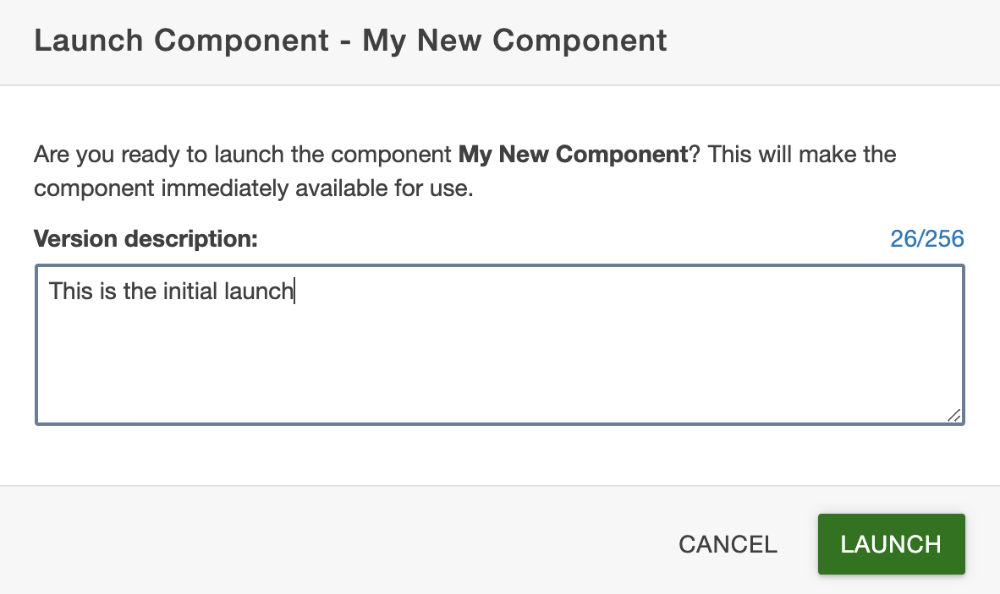 Launch Component - My New Component
Are you ready to launch the component My New Component? This will make the
component immediately available for use.
Version description:
26/256
This is the initial launch
CANCEL
LAUNCH